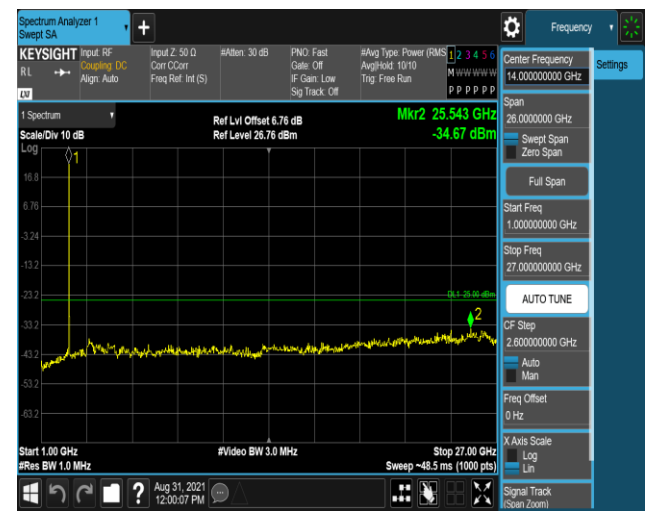 Spectrum Analyzer 1
Swept SA
+
Frequency
KEYSIGHT
RL
LXI
Input: RF
Coupling: DC
Align: Auto
Input Z: 50 Ω
Corr CCorr
Freq Ref: Int (S)
#Atten: 30 dB
PNO: Fast
Gate: Off
IF Gain: Low
Sig Track: Off
#Avg Type: Power (RMS
Avg|Hold: 10/10
Trig: Free Run
1 2 3 4 5 6
M W W W W W
P P P P P P
1 Spectrum
Scale/Div 10 dB
Log
Ref Lvl Offset 6.76 dB
Ref Level 26.76 dBm
Mkr2 25.543 GHz
-34.67 dBm
1
16.8
6.76
-3.24
-13.2
-23.2
-33.2
-43.2
-53.2
-63.2
DL1 -25.00 dBm
2
Start 1.00 GHz
#Res BW 1.0 MHz
#Video BW 3.0 MHz
Stop 27.00 GHz
Sweep ~48.5 ms (1000 pts)
?
Aug 31, 2021
12:00:07 PM
Center Frequency
14.000000000 GHz
Settings
Span
26.0000000 GHz
Swept Span
Zero Span
Full Span
Start Freq
1.000000000 GHz
Stop Freq
27.000000000 GHz
AUTO TUNE
CF Step
2.600000000 GHz
Auto
Man
Freq Offset
0 Hz
X Axis Scale
Log
Lin
Signal Track
(Span Zoom)